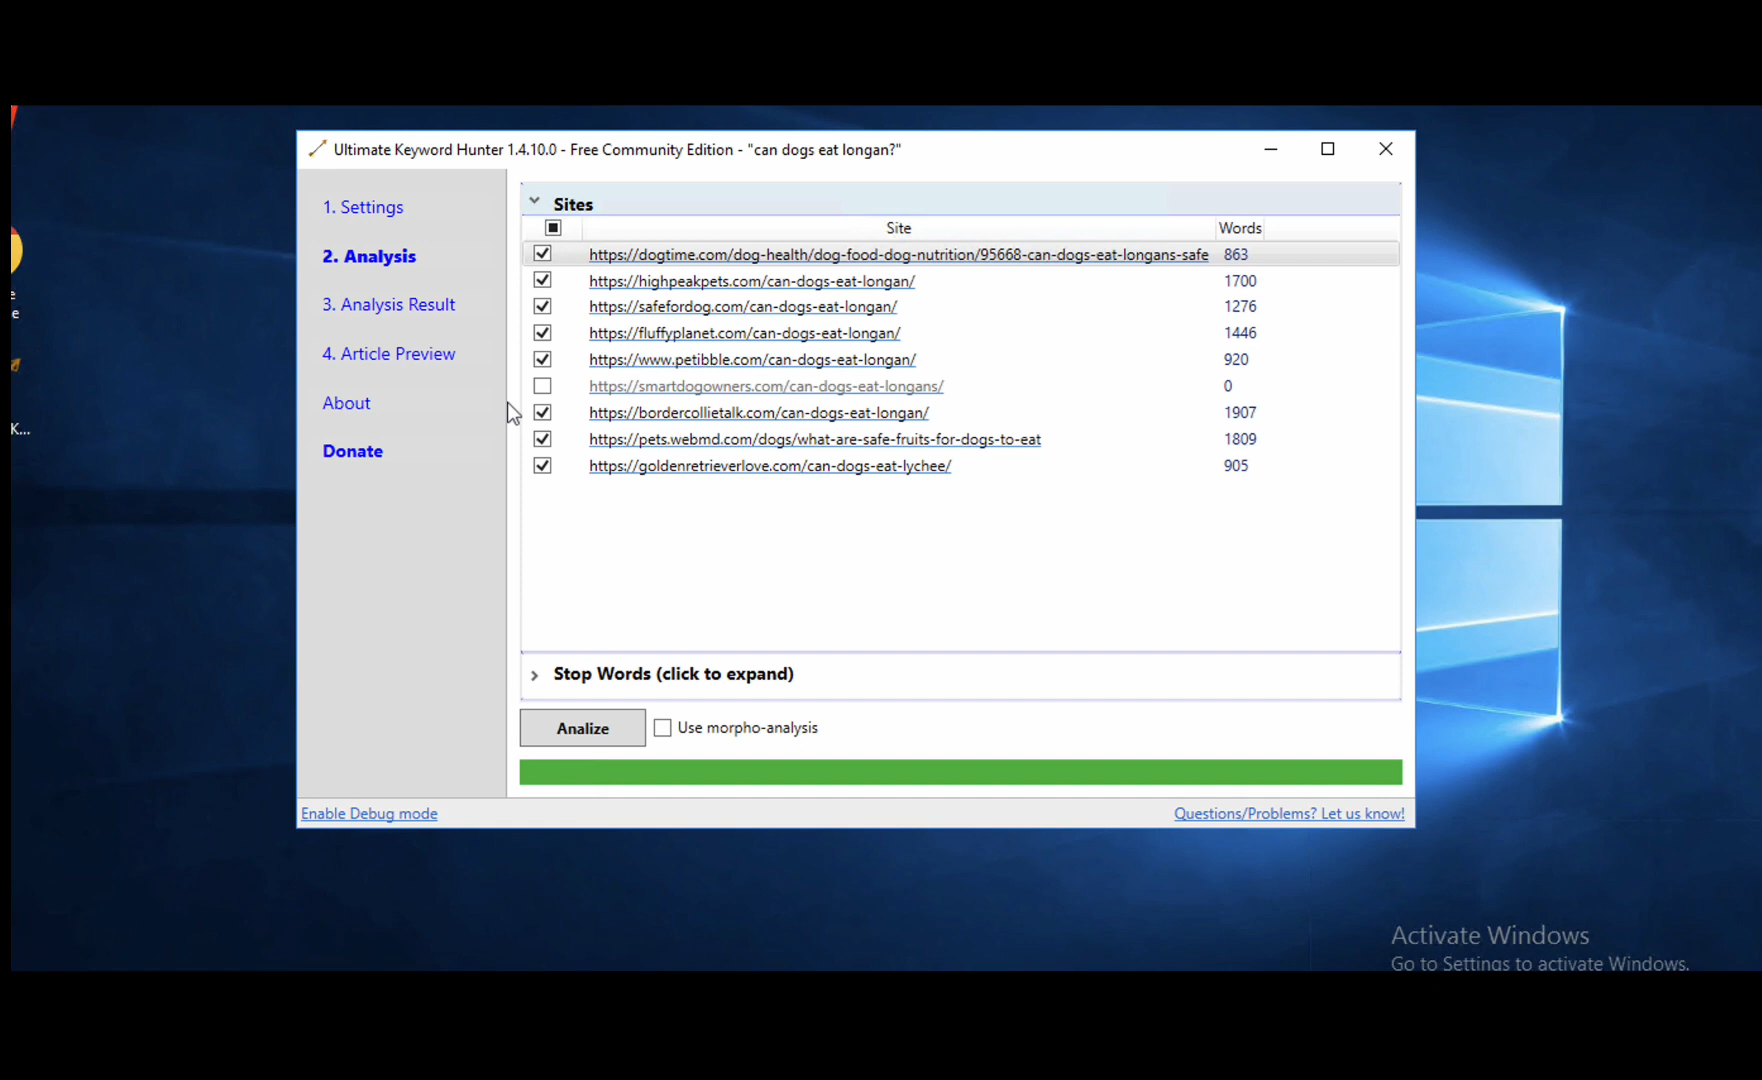 Ultimate Keyword Hunter 1.4.10.0 - Free Community Edition - "can dogs eat longan?"
1. Settings
2. Analysis
3. Analysis Result
4. Article Preview
About
Donate
Sites
Site Words
https://dogtime.com/dog-health/dog-food-dog-nutrition/95668-can-dogs-eat-longans-safe 863
https://highpeakpets.com/can-dogs-eat-longan/ 1700
https://safefordog.com/can-dogs-eat-longan/ 1276
https://fluffyplanet.com/can-dogs-eat-longan/ 1446
https://www.petibble.com/can-dogs-eat-longan/ 920
https://smartdogowners.com/can-dogs-eat-longans/ 0
https://bordercollietalk.com/can-dogs-eat-longan/ 1907
https://pets.webmd.com/dogs/what-are-safe-fruits-for-dogs-to-eat 1809
https://goldenretrieverlove.com/can-dogs-eat-lychee/ 905
Stop Words (click to expand)
Analize Use morpho-analysis
Enable Debug mode
Questions/Problems? Let us know!
e
e
K...
Activate Windows
Go to Settings to activate Windows.